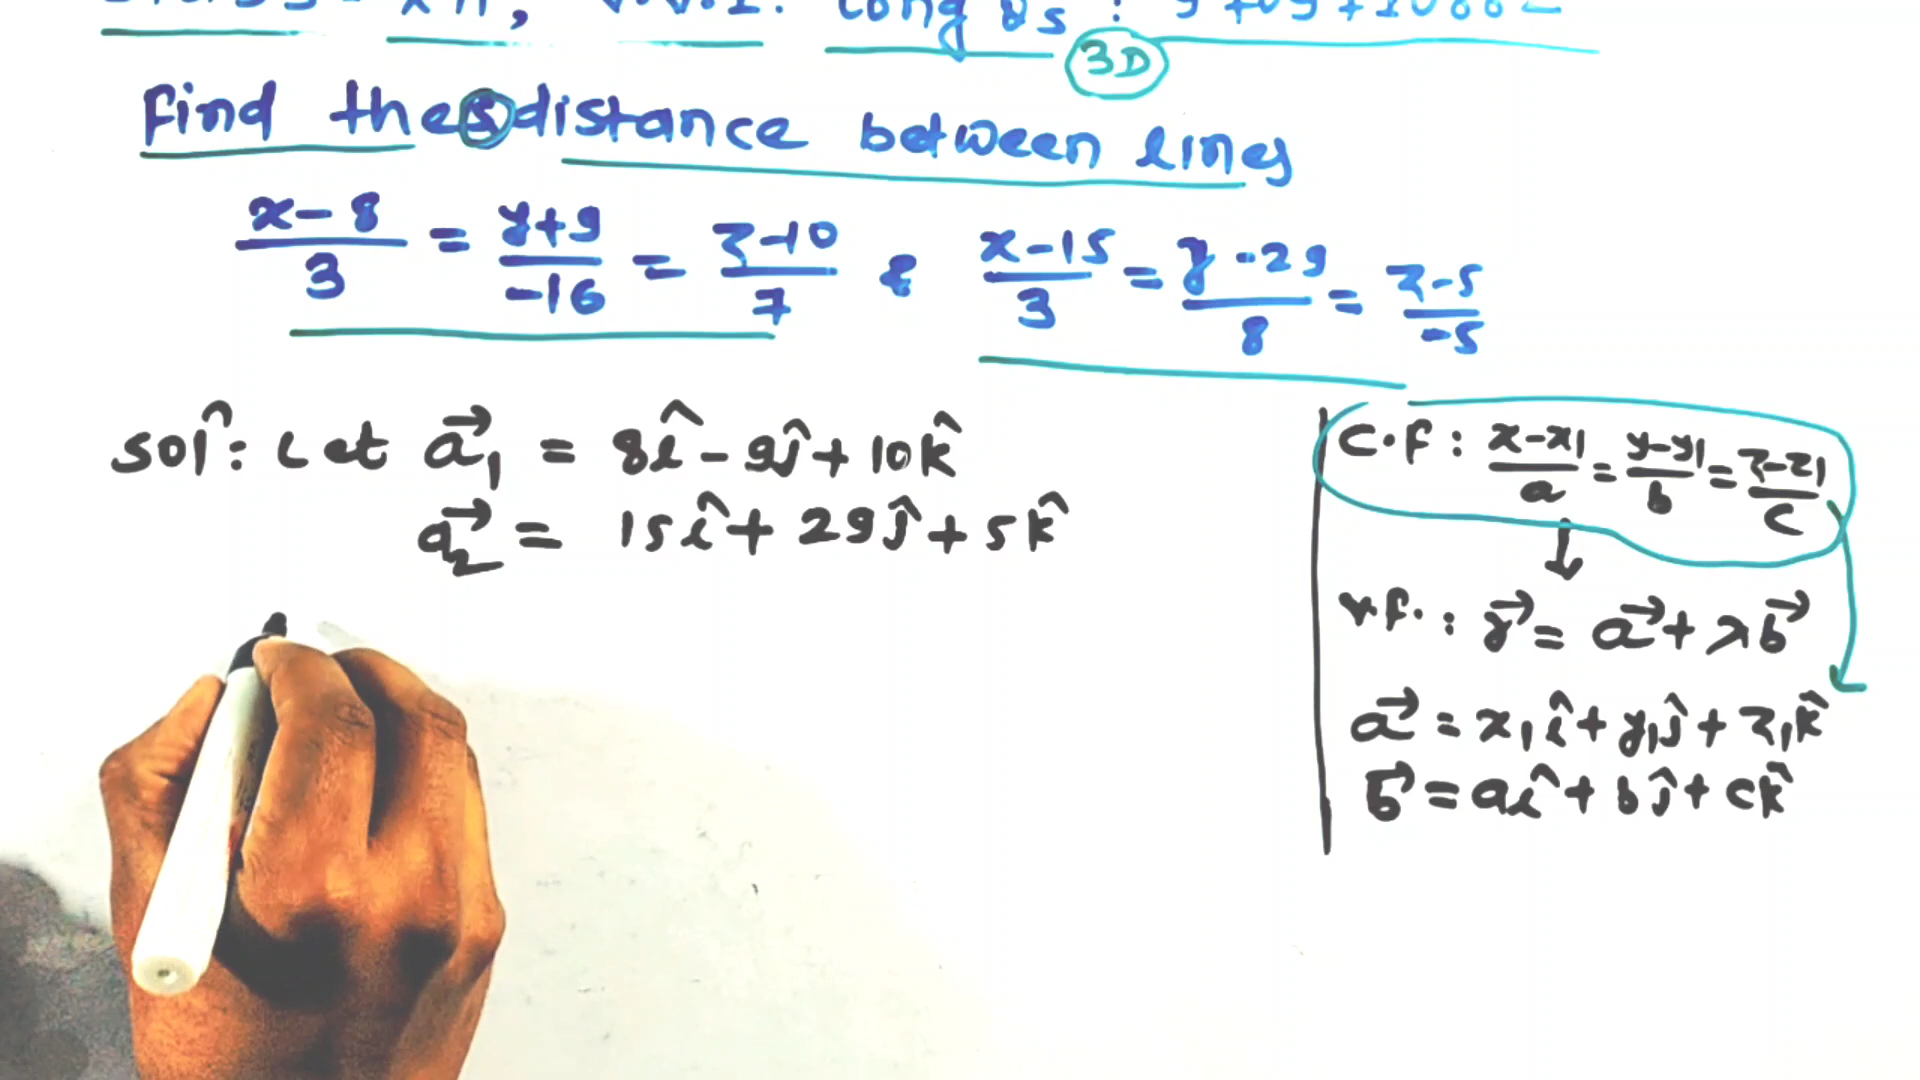 3D
Find the S distance between lines
x-8/3 = y+9/-16 = z-10/7 & x-15/3 = y-29/8 = z-5/-5
Solⁿ: Let a⃗₁ = 8î - 9ĵ + 10k̂
a⃗₂ = 15î + 29ĵ + 5k̂
C.F: x-x₁/a = y-y₁/b = z-z₁/c
↓
v.f. : r⃗ = a⃗ + λb⃗
a⃗ = x₁î + y₁ĵ + z₁k̂
b⃗ = aî + bĵ + ck̂